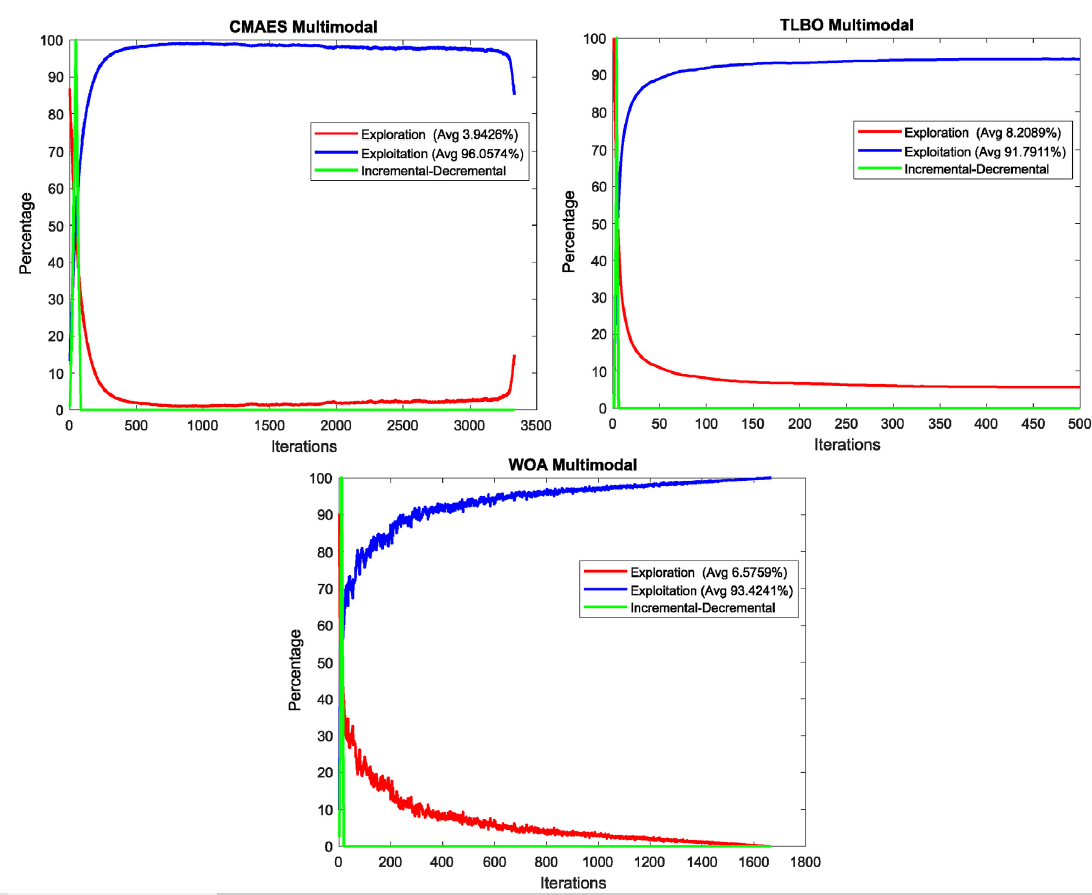 CMAES Multimodal
100
90
80
70
60
50
40
30
20
10
0
Percentage
Exploration (Avg 3.9426%)
Exploitation (Avg 96.0574%)
Incremental-Decremental
0 500 1000 1500 2000 2500 3000 3500
Iterations
TLBO Multimodal
100
90
80
70
60
50
40
30
20
10
0
Percentage
Exploration (Avg 8.2089%)
Exploitation (Avg 91.7911%)
Incremental-Decremental
0 50 100 150 200 250 300 350 400 450 500
Iterations
WOA Multimodal
100
90
80
70
60
50
40
30
20
10
0
Percentage
Exploration (Avg 6.5759%)
Exploitation (Avg 93.4241%)
Incremental-Decremental
0 200 400 600 800 1000 1200 1400 1600 1800
Iterations